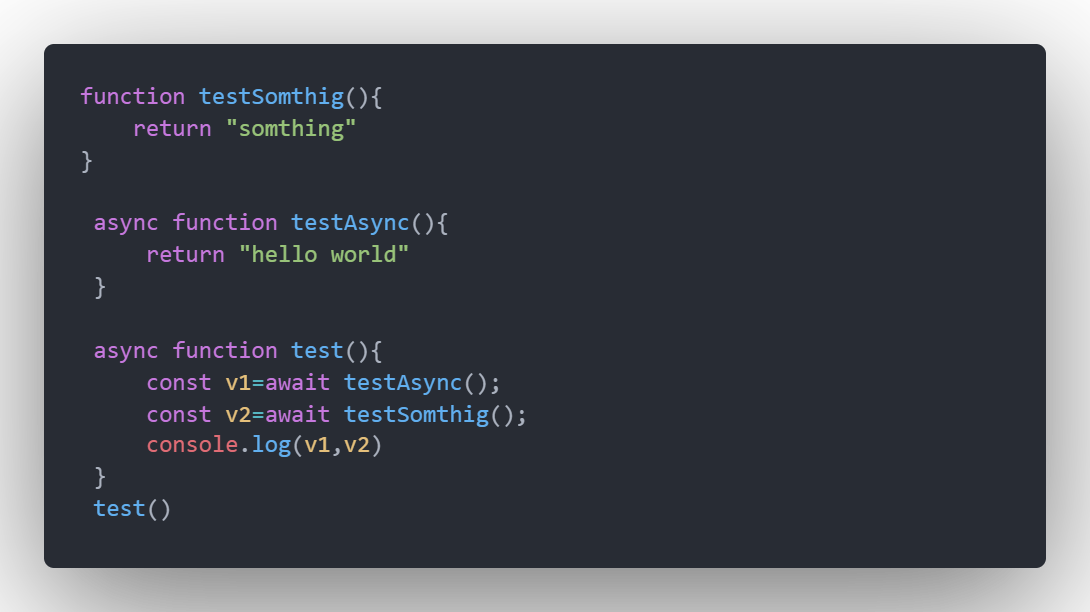 function testSomthig(){
    return "somthing"
}
 async function testAsync(){
     return "hello world"
 }
 async function test(){
     const v1=await testAsync();
     const v2=await testSomthig();
     console.log(v1,v2)
 }
 test()